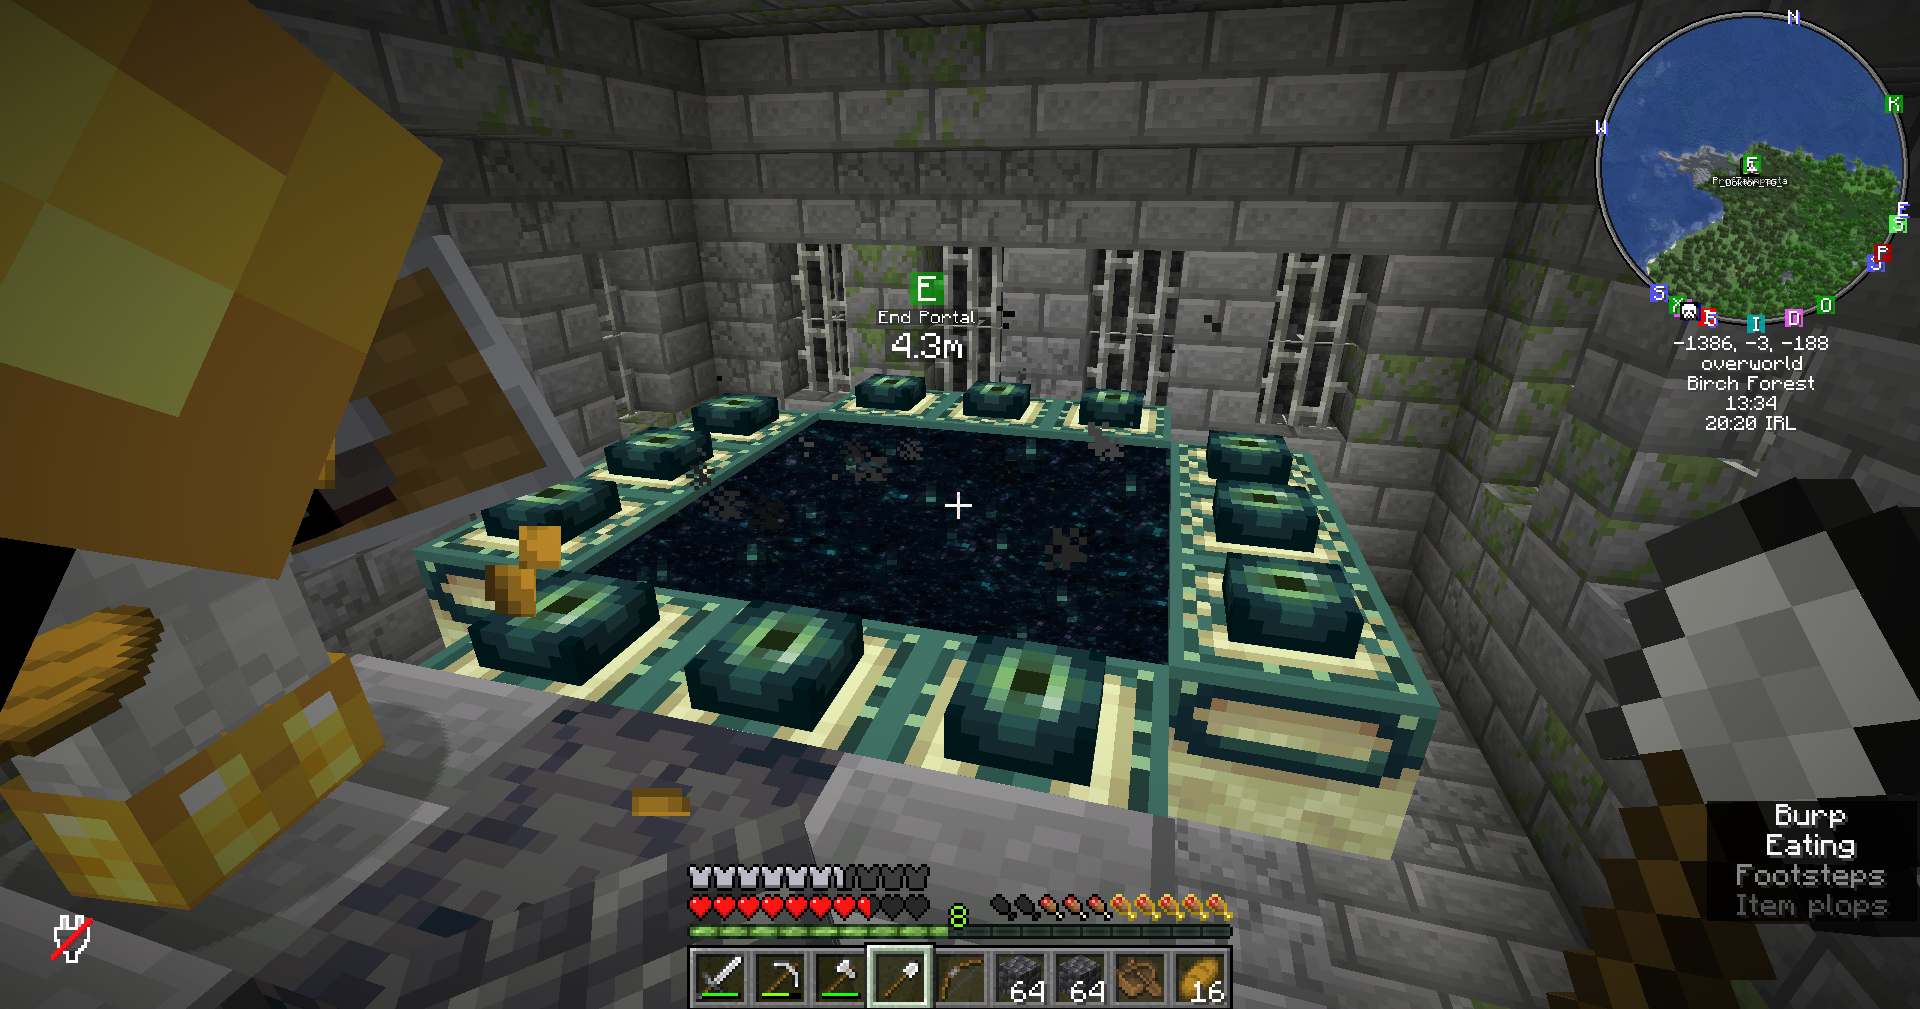 N
K
W
E
E
S
P
S
O
D
I
E
End Portal
4.3m
-1386, -3, -188
overworld
Birch Forest
13:34
20:20 IRL
Burp
Eating
Footsteps
Item plops
8
64
64
16